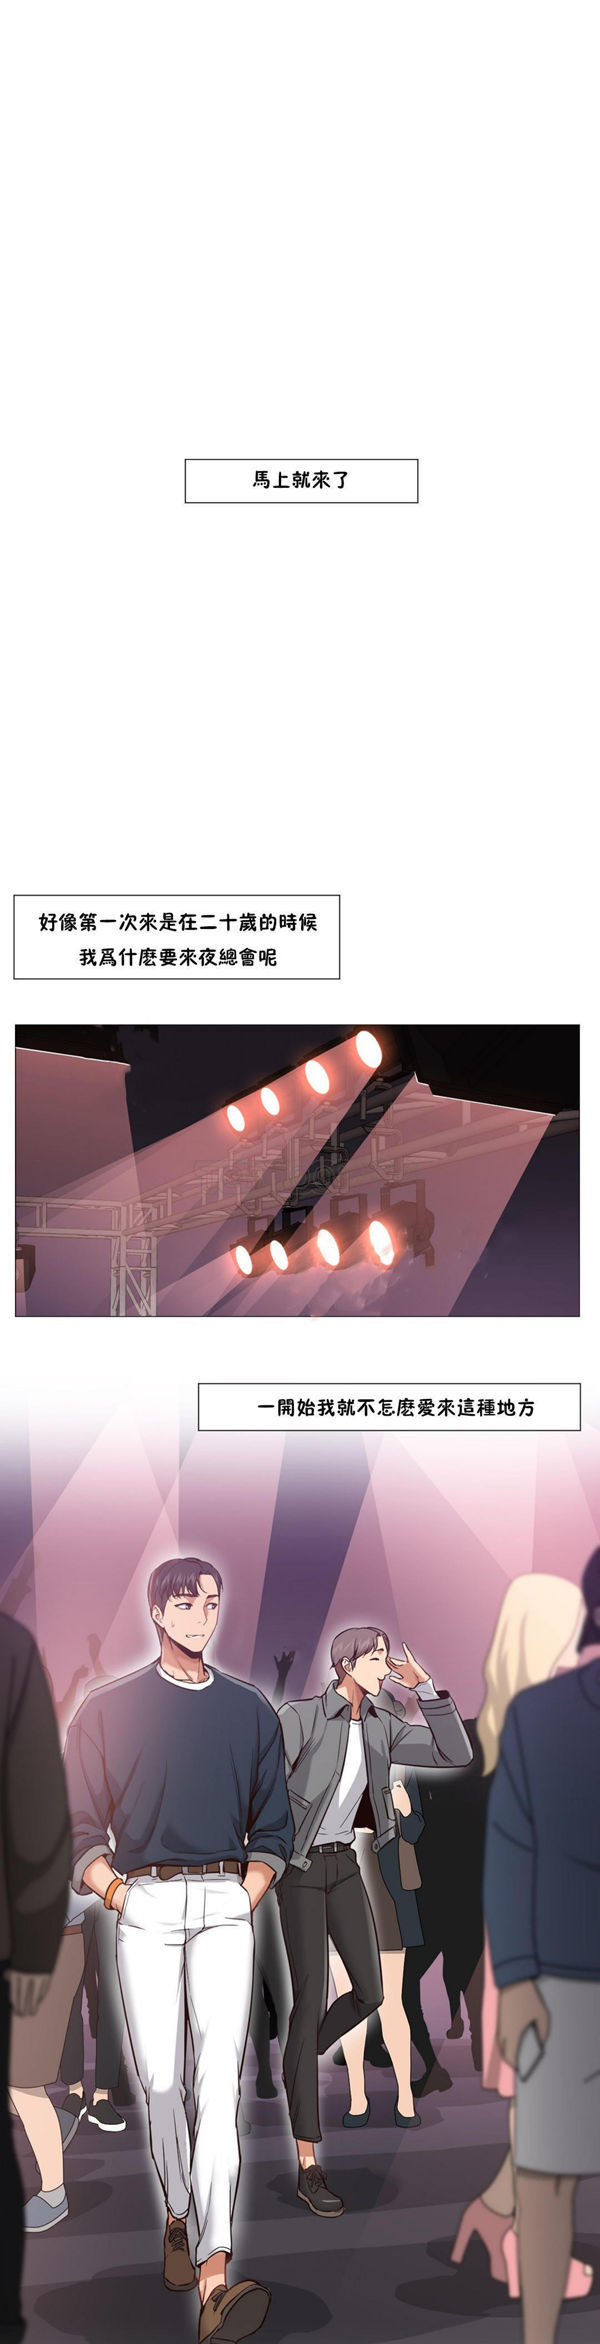 馬上就來了
好像第一次來是在二十歲的時候
我爲什麽要來夜總會呢
一開始我就不怎麽愛來這種地方